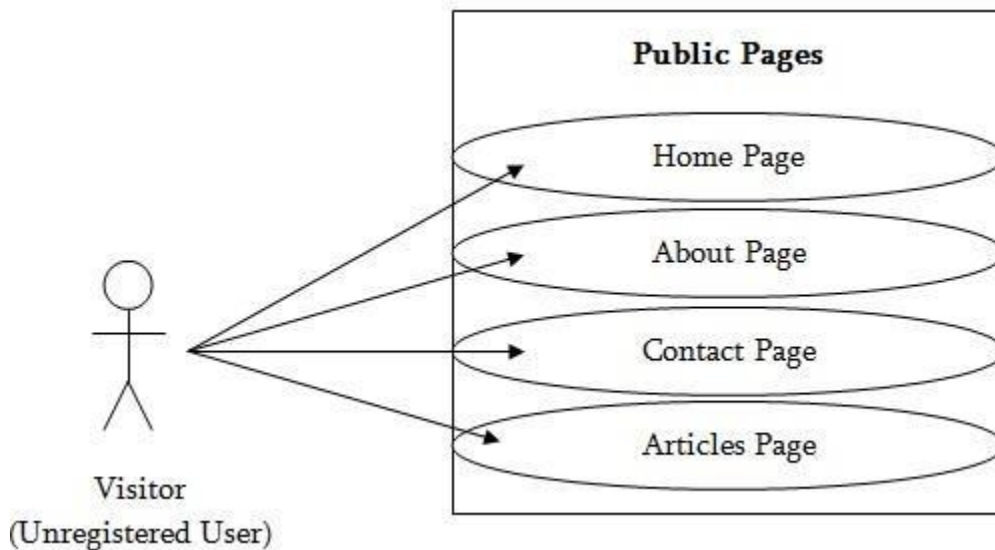 Public Pages
Home Page
About Page
Contact Page
Articles Page
Visitor
(Unregistered User)